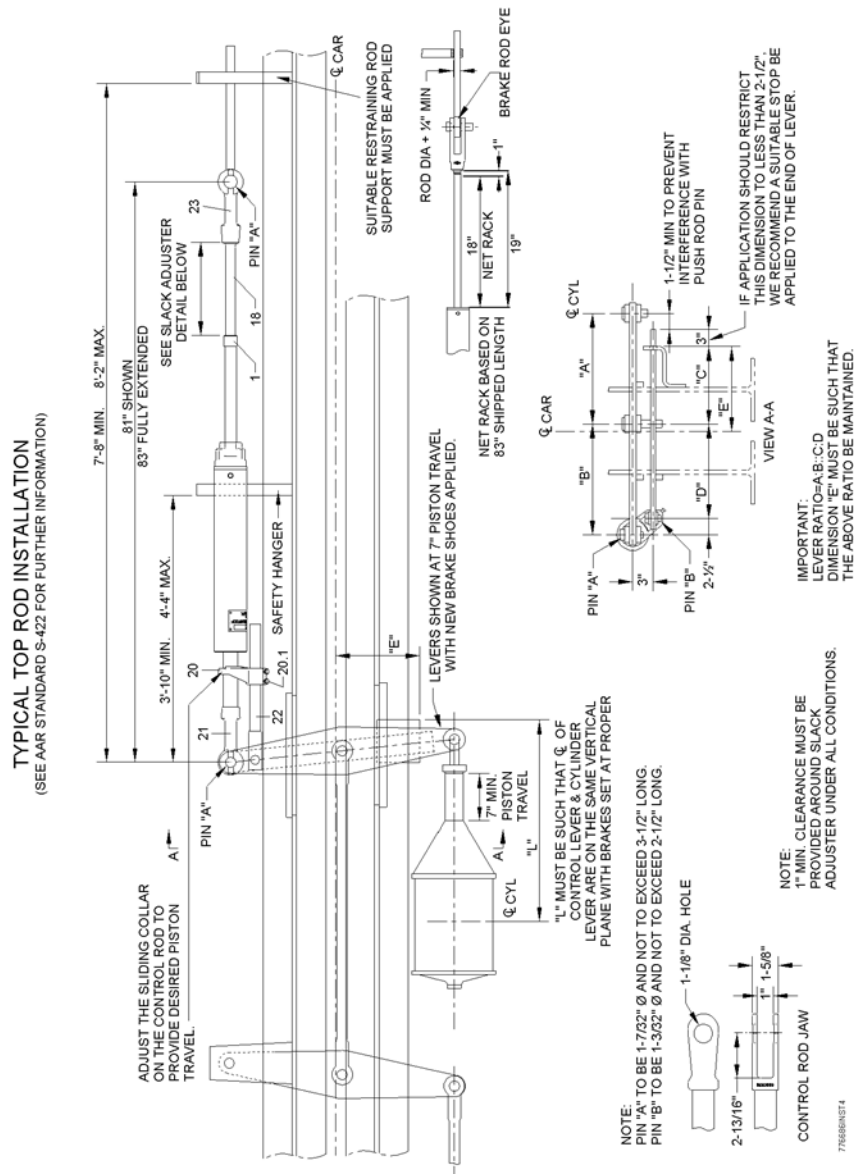 TYPICAL TOP ROD INSTALLATION
(SEE AAR STANDARD S-422 FOR FURTHER INFORMATION)
7'-8" MIN. 8'-2" MAX.
81" SHOWN
83" FULLY EXTENDED
3'-10" MIN. 4'-4" MAX.
SEE SLACK ADJUSTER
DETAIL BELOW
ADJUST THE SLIDING COLLAR
ON THE CONTROL ROD TO
PROVIDE DESIRED PISTON
TRAVEL.
A
PIN "A"
21
20
20.1
22
SAFETY HANGER
1
18
23
PIN "A"
SUITABLE RESTRAINING ROD
SUPPORT MUST BE APPLIED
℄ CAR
"E"
LEVERS SHOWN AT 7" PISTON TRAVEL
WITH NEW BRAKE SHOES APPLIED.
A
7" MIN.
PISTON
TRAVEL
"L"
℄ CYL
"L" MUST BE SUCH THAT ℄ OF
CONTROL LEVER & CYLINDER
LEVER ARE ON THE SAME VERTICAL
PLANE WITH BRAKES SET AT PROPER
ROD DIA + ¼" MIN
BRAKE ROD EYE
1"
18"
NET RACK
19"
NET RACK BASED ON
83" SHIPPED LENGTH
NOTE:
PIN "A" TO BE 1-7/32" Ø AND NOT TO EXCEED 3-1/2" LONG.
PIN "B" TO BE 1-3/32" Ø AND NOT TO EXCEED 2-1/2" LONG.
1-1/8" DIA. HOLE
2-13/16"
1"
1-5/8"
CONTROL ROD JAW
NOTE:
1" MIN. CLEARANCE MUST BE
PROVIDED AROUND SLACK
ADJUSTER UNDER ALL CONDITIONS.
℄ CAR
℄ CYL
"B"
"A"
PIN "A"
3"
PIN "B"
2-½"
"D"
"C"
3"
"E"
1-1/2" MIN TO PREVENT
INTERFERENCE WITH
PUSH ROD PIN
IF APPLICATION SHOULD RESTRICT
THIS DIMENSION TO LESS THAN 2-1/2",
WE RECOMMEND A SUITABLE STOP BE
APPLIED TO THE END OF LEVER.
VIEW A-A
IMPORTANT:
LEVER RATIO=A:B::C:D
DIMENSION "E" MUST BE SUCH THAT
THE ABOVE RATIO BE MAINTAINED.
776686INST4